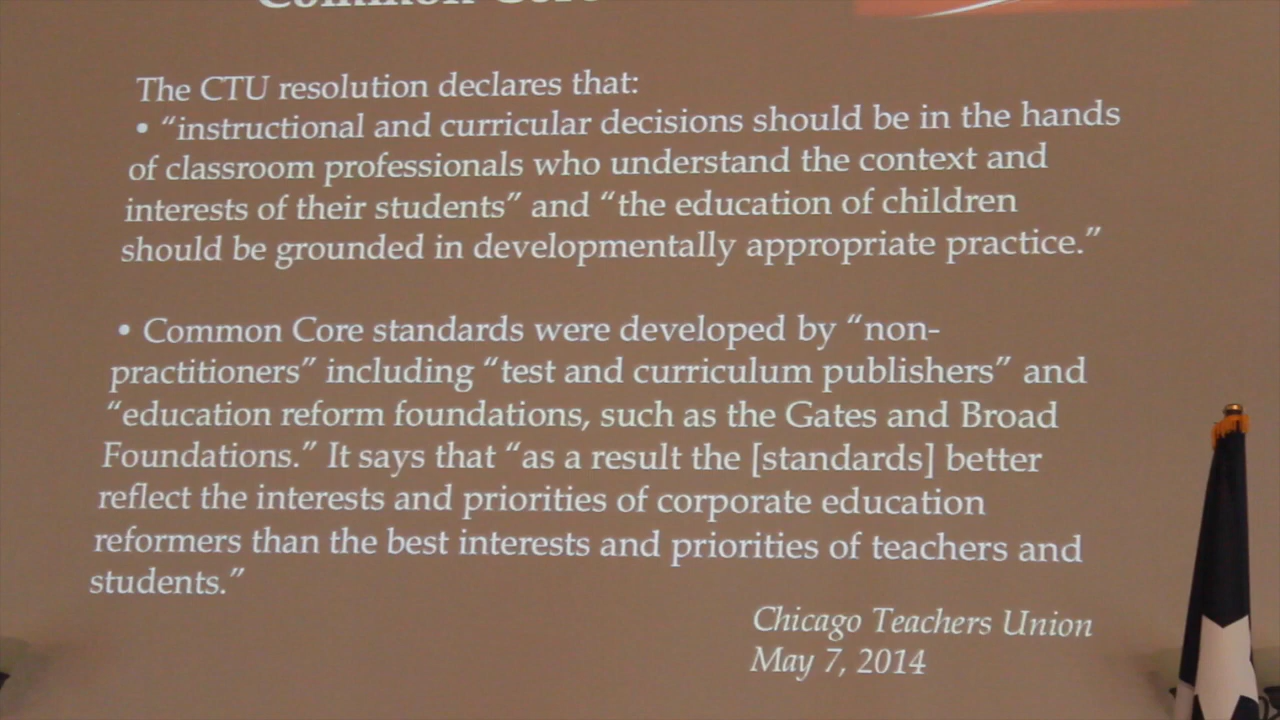 Common Core
The CTU resolution declares that:
• “instructional and curricular decisions should be in the hands
of classroom professionals who understand the context and
interests of their students” and “the education of children
should be grounded in developmentally appropriate practice.”
• Common Core standards were developed by “non-
practitioners” including “test and curriculum publishers” and
“education reform foundations, such as the Gates and Broad
Foundations.” It says that “as a result the [standards] better
reflect the interests and priorities of corporate education
reformers than the best interests and priorities of teachers and
students.”
Chicago Teachers Union
May 7, 2014